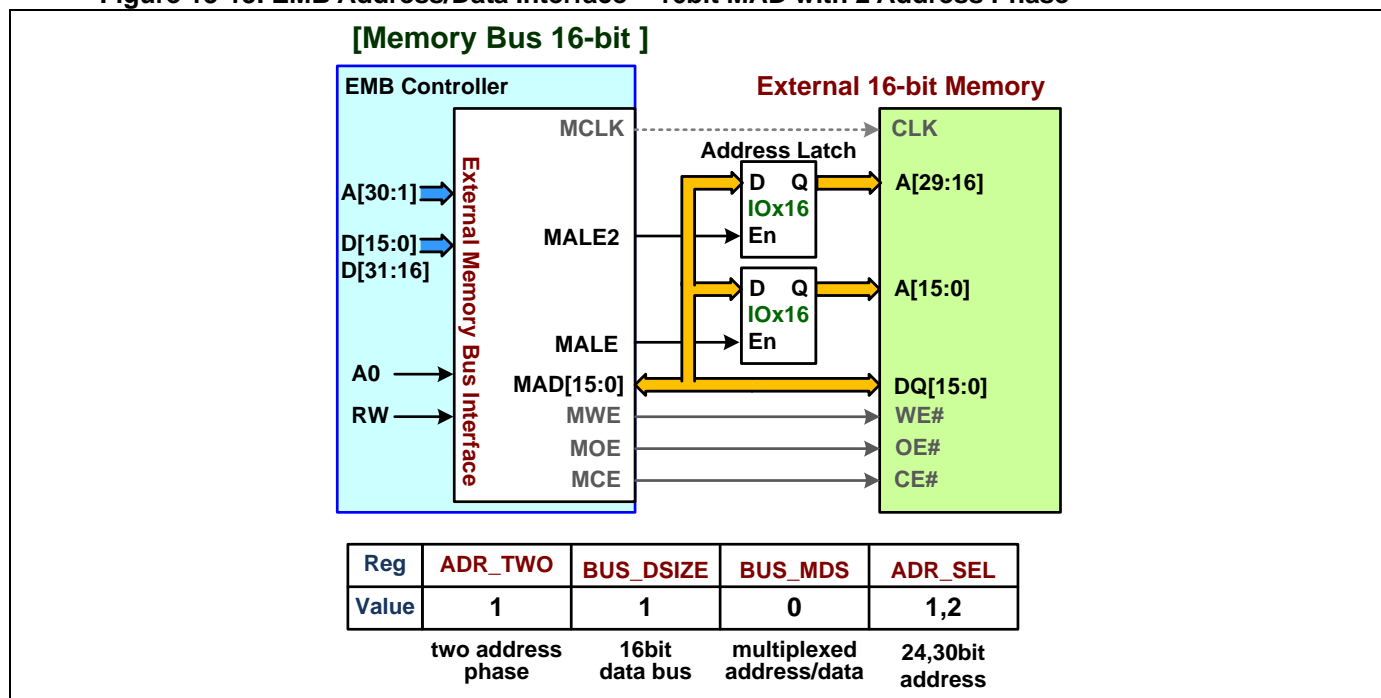 [Memory Bus 16-bit ]
EMB Controller
External 16-bit Memory
MCLK
CLK
Address Latch
A[30:1]
D Q
A[29:16]
IOx16
D[15:0]
MALE2
En
D[31:16]
External Memory Bus Interface
D Q
A[15:0]
IOx16
MALE
En
A0
MAD[15:0]
DQ[15:0]
RW
MWE
WE#
MOE
OE#
MCE
CE#
Reg ADR_TWO BUS_DSIZE BUS_MDS ADR_SEL
Value 1 1 0 1,2
two address phase
16bit data bus
multiplexed address/data
24,30bit address